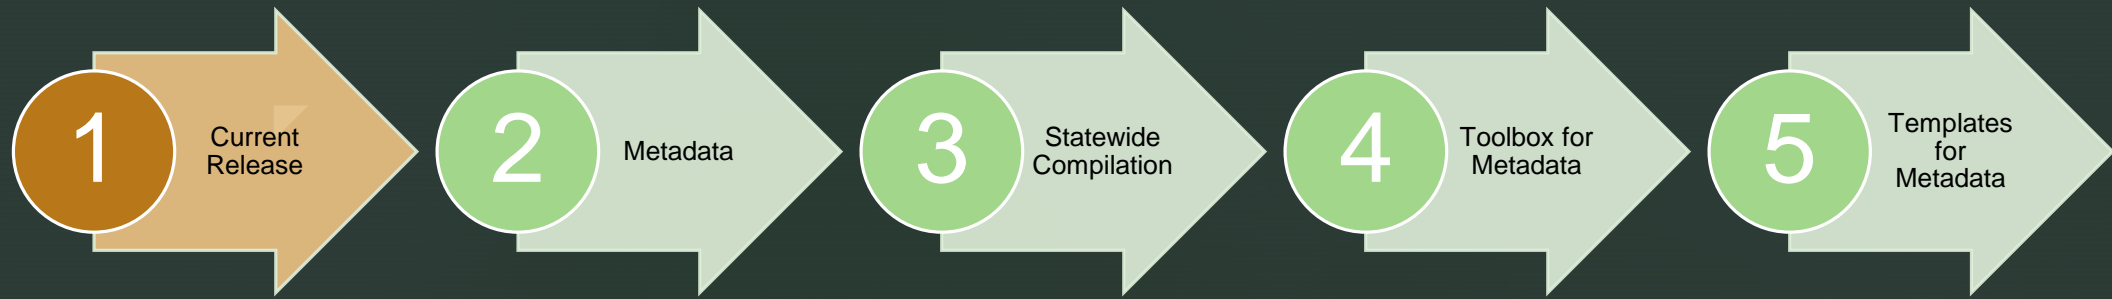 1
Current
Release
2
Metadata
3
Statewide
Compilation
4
Toolbox for
Metadata
5
Templates
for
Metadata